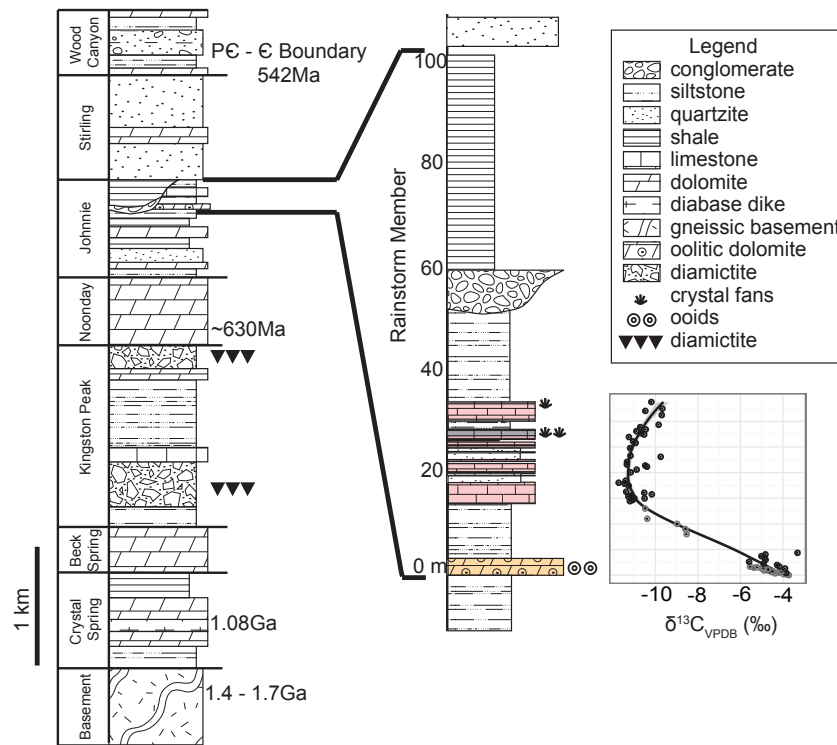 Wood
Canyon
Stirling
Johnnie
Noonday
Kingston Peak
Beck
Spring
Crystal
Spring
Basement
1 km
PЄ - Є Boundary
542Ma
~630Ma
1.08Ga
1.4 - 1.7Ga
Rainstorm Member
100
80
60
40
20
0 m
Legend
conglomerate
siltstone
quartzite
shale
limestone
dolomite
diabase dike
gneissic basement
oolitic dolomite
diamictite
crystal fans
ooids
diamictite
-10 -8 -6 -4
δ¹³C_VPDB (‰)